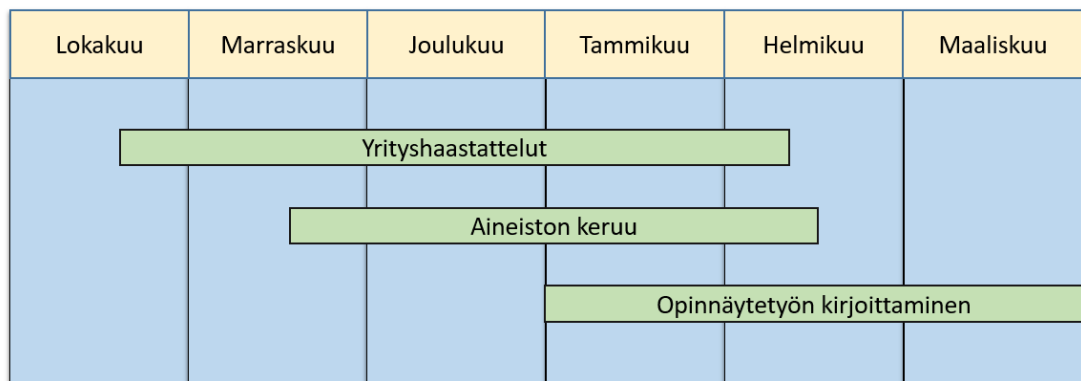 Lokakuu
Marraskuu
Joulukuu
Tammikuu
Helmikuu
Maaliskuu
Yrityshaastattelut
Aineiston keruu
Opinnäytetyön kirjoittaminen